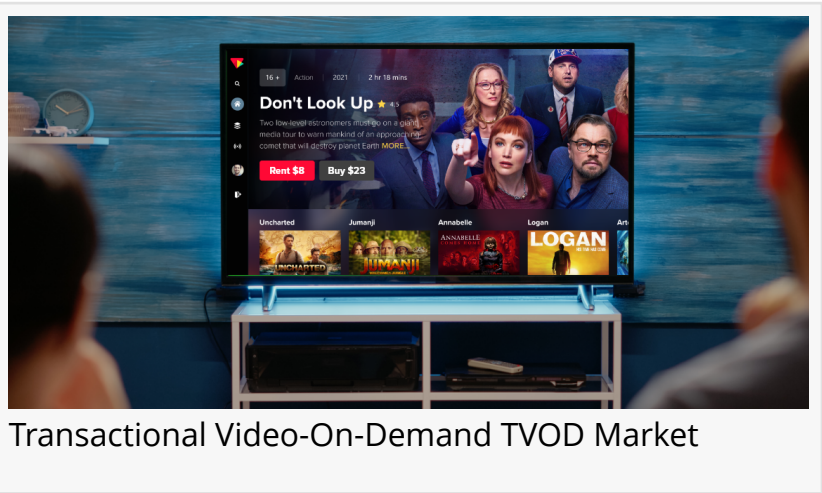 16 +
Action
2021
2 hr 18 mins
Don't Look Up
4.5
Two low-level astronomers must go on a giant
media tour to warn mankind of an approaching
comet that will destroy planet Earth MORE..
Rent $8
Buy $23
Uncharted
Jumanji
Annabelle
Logan
UNCHARTED
JUMANJI
ANNABELLE
COMES HOME
LOGAN
Transactional Video-On-Demand TVOD Market